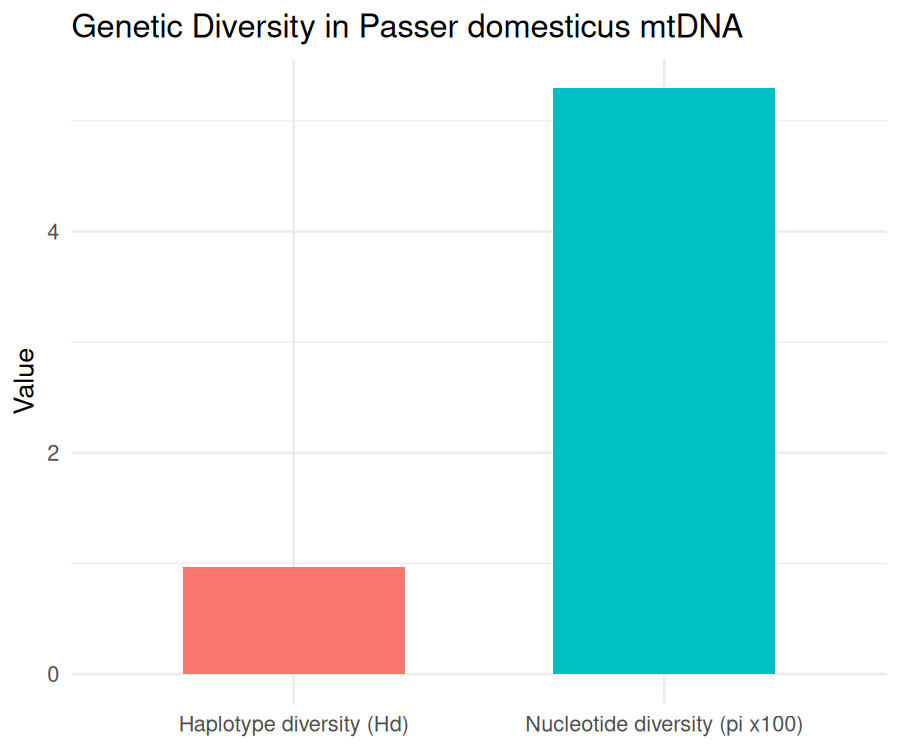 Genetic Diversity in Passer domesticus mtDNA
Value
4
2
0
Haplotype diversity (Hd)
Nucleotide diversity (pi x100)